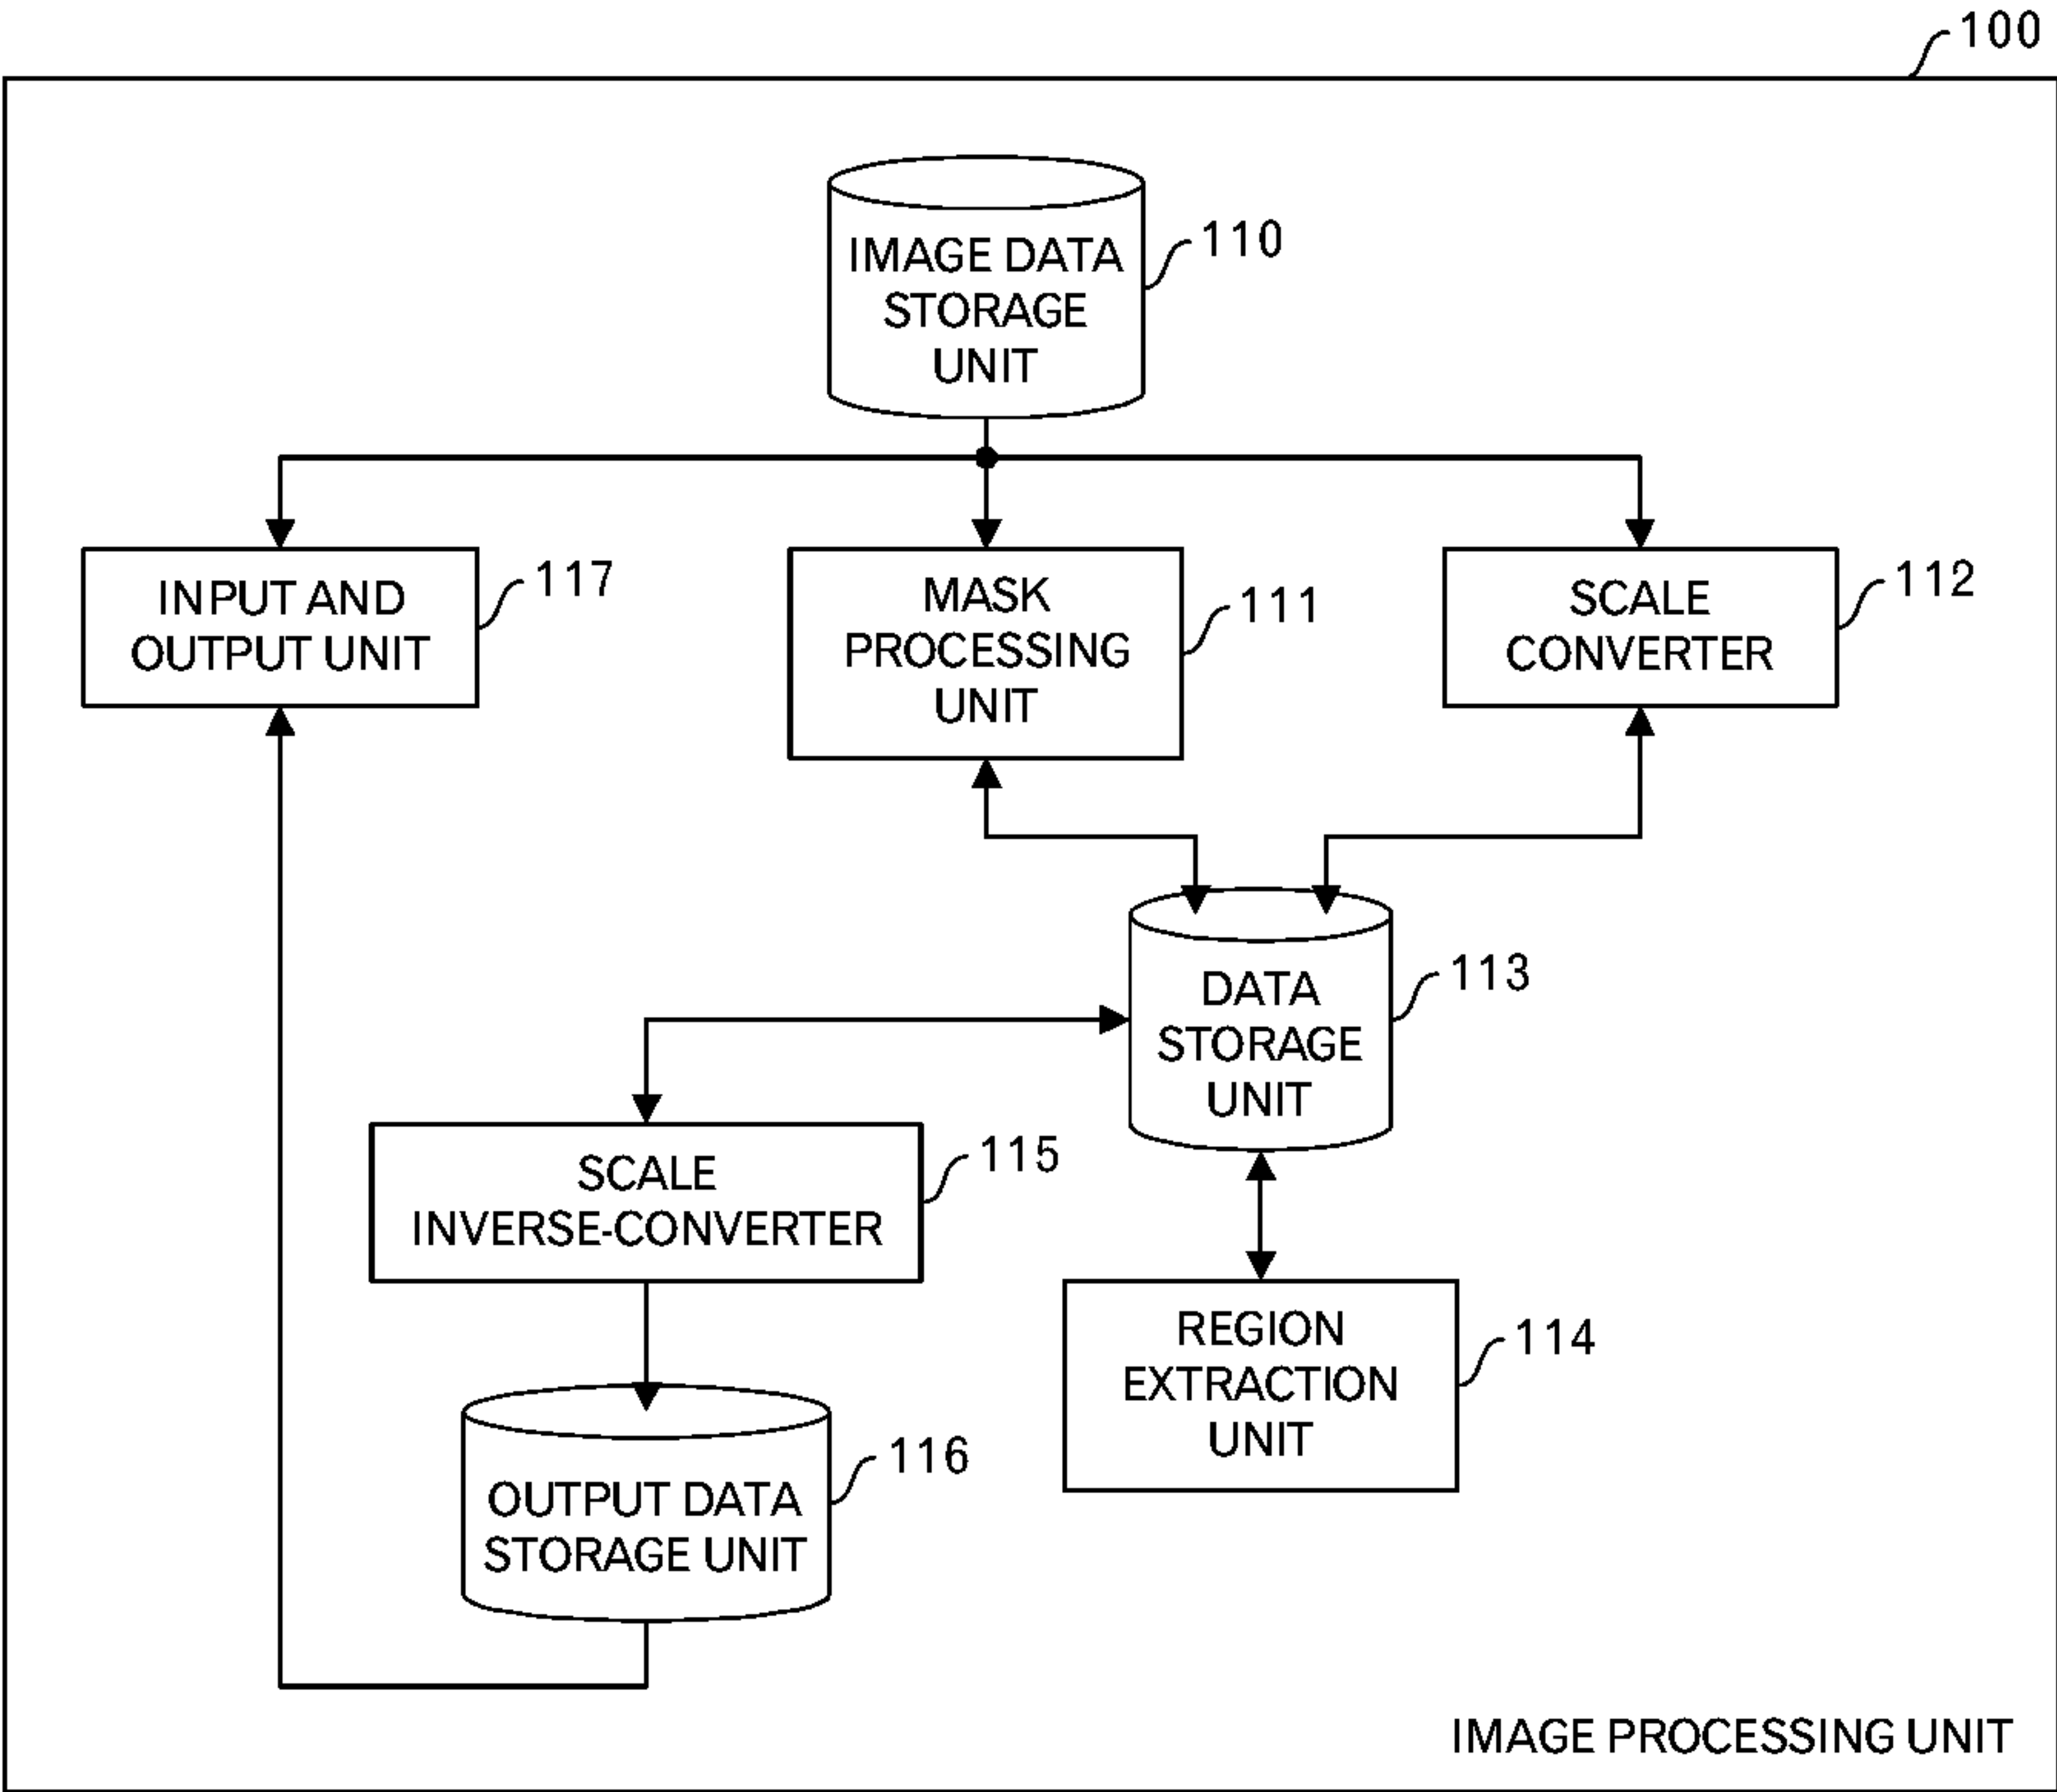 100
IMAGE DATA
STORAGE
UNIT
110
INPUT AND
OUTPUT UNIT
117
MASK
PROCESSING
UNIT
111
SCALE
CONVERTER
112
DATA
STORAGE
UNIT
113
SCALE
INVERSE-CONVERTER
115
REGION
EXTRACTION
UNIT
114
OUTPUT DATA
STORAGE UNIT
116
IMAGE PROCESSING UNIT